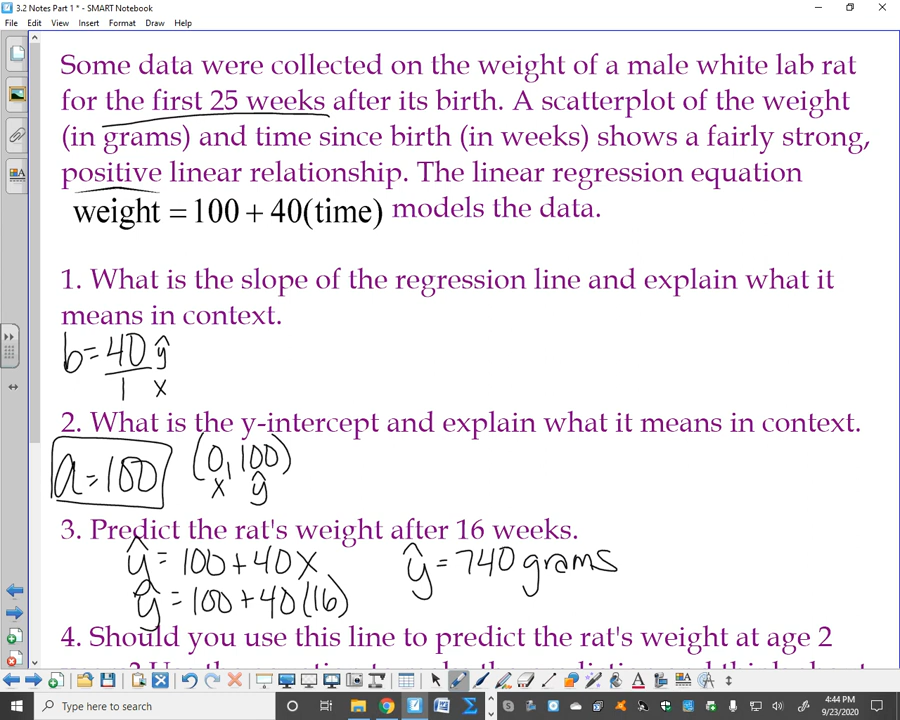 3.2 Notes Part 1 * - SMART Notebook
File Edit View Insert Format Draw Help
Some data were collected on the weight of a male white lab rat
for the first 25 weeks after its birth. A scatterplot of the weight
(in grams) and time since birth (in weeks) shows a fairly strong,
positive linear relationship. The linear regression equation
weight = 100 + 40(time) models the data.
1. What is the slope of the regression line and explain what it
means in context.
b = 40 ŷ
1 x
2. What is the y-intercept and explain what it means in context.
a = 100 (0, 100)
x ŷ
3. Predict the rat's weight after 16 weeks.
ŷ = 100 + 40x ŷ = 740 grams
ŷ = 100 + 40(16)
4. Should you use this line to predict the rat's weight at age 2
Type here to search
4:44 PM
9/23/2020